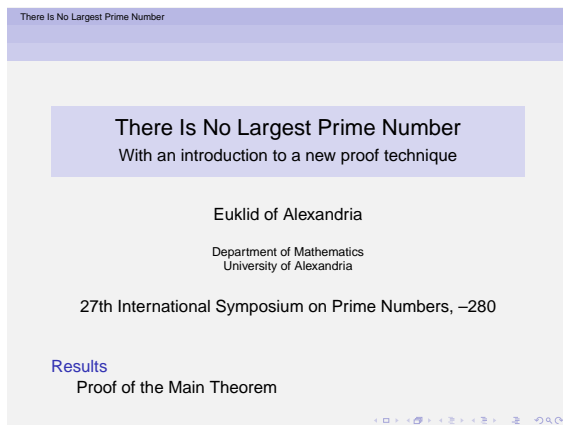 There Is No Largest Prime Number
There Is No Largest Prime Number
With an introduction to a new proof technique
Euklid of Alexandria
Department of Mathematics
University of Alexandria
27th International Symposium on Prime Numbers, –280
Results
Proof of the Main Theorem